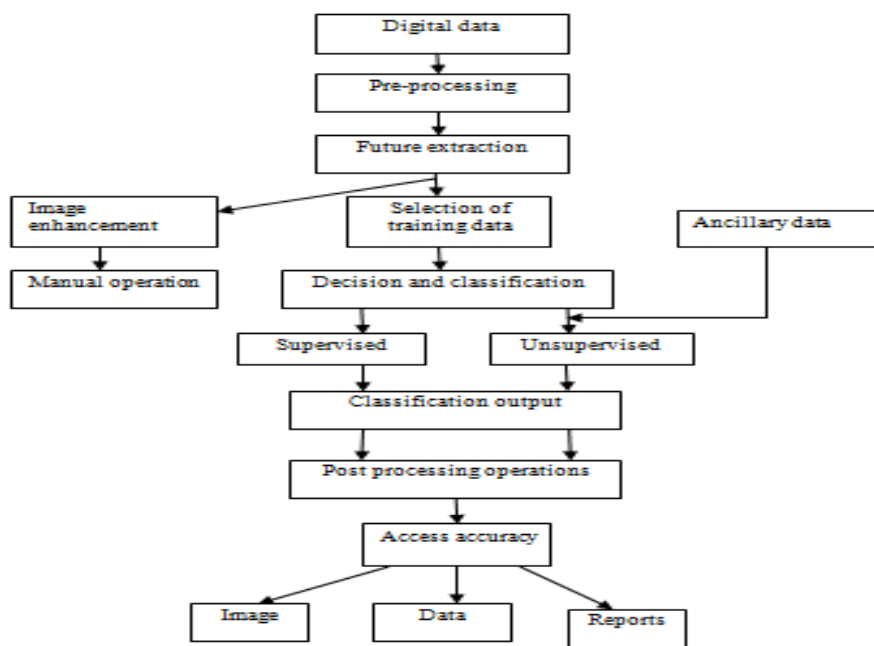 Digital data
Pre-processing
Future extraction
Image
enhancement
Selection of
training data
Ancillary data
Manual operation
Decision and classification
Supervised
Unsupervised
Classification output
Post processing operations
Access accuracy
Image
Data
Reports